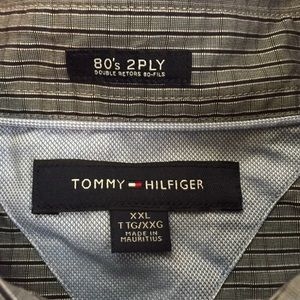 80's 2PLY
DOUBLE RETORS 80-FILS
TOMMY HILFIGER
XXL
T TG/XXG
MADE IN
MAURITIUS